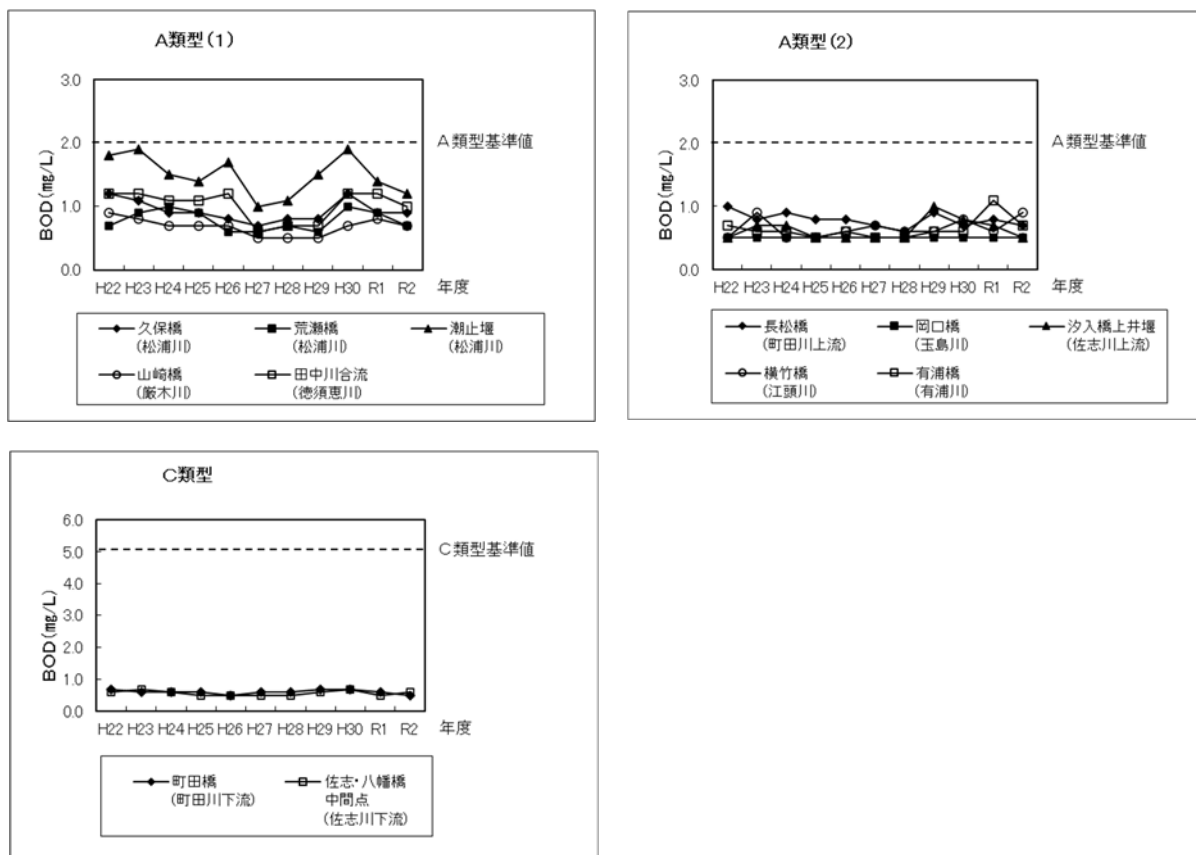 A類型(1)
3.0
2.0
1.0
0.0
BOD(mg/L)
A類型基準値
H22 H23 H24 H25 H26 H27 H28 H29 H30 R1 R2
年度
久保橋
(松浦川)
荒瀬橋
(松浦川)
潮止堰
(松浦川)
山崎橋
(厳木川)
田中川合流
(徳須恵川)
A類型(2)
3.0
2.0
1.0
0.0
BOD(mg/L)
A類型基準値
H22 H23 H24 H25 H26 H27 H28 H29 H30 R1 R2
年度
長松橋
(町田川上流)
岡口橋
(玉島川)
汐入橋上井堰
(佐志川上流)
横竹橋
(江頭川)
有浦橋
(有浦川)
C類型
6.0
5.0
4.0
3.0
2.0
1.0
0.0
BOD(mg/L)
C類型基準値
H22 H23 H24 H25 H26 H27 H28 H29 H30 R1 R2
年度
町田橋
(町田川下流)
佐志・八幡橋
中間点
(佐志川下流)